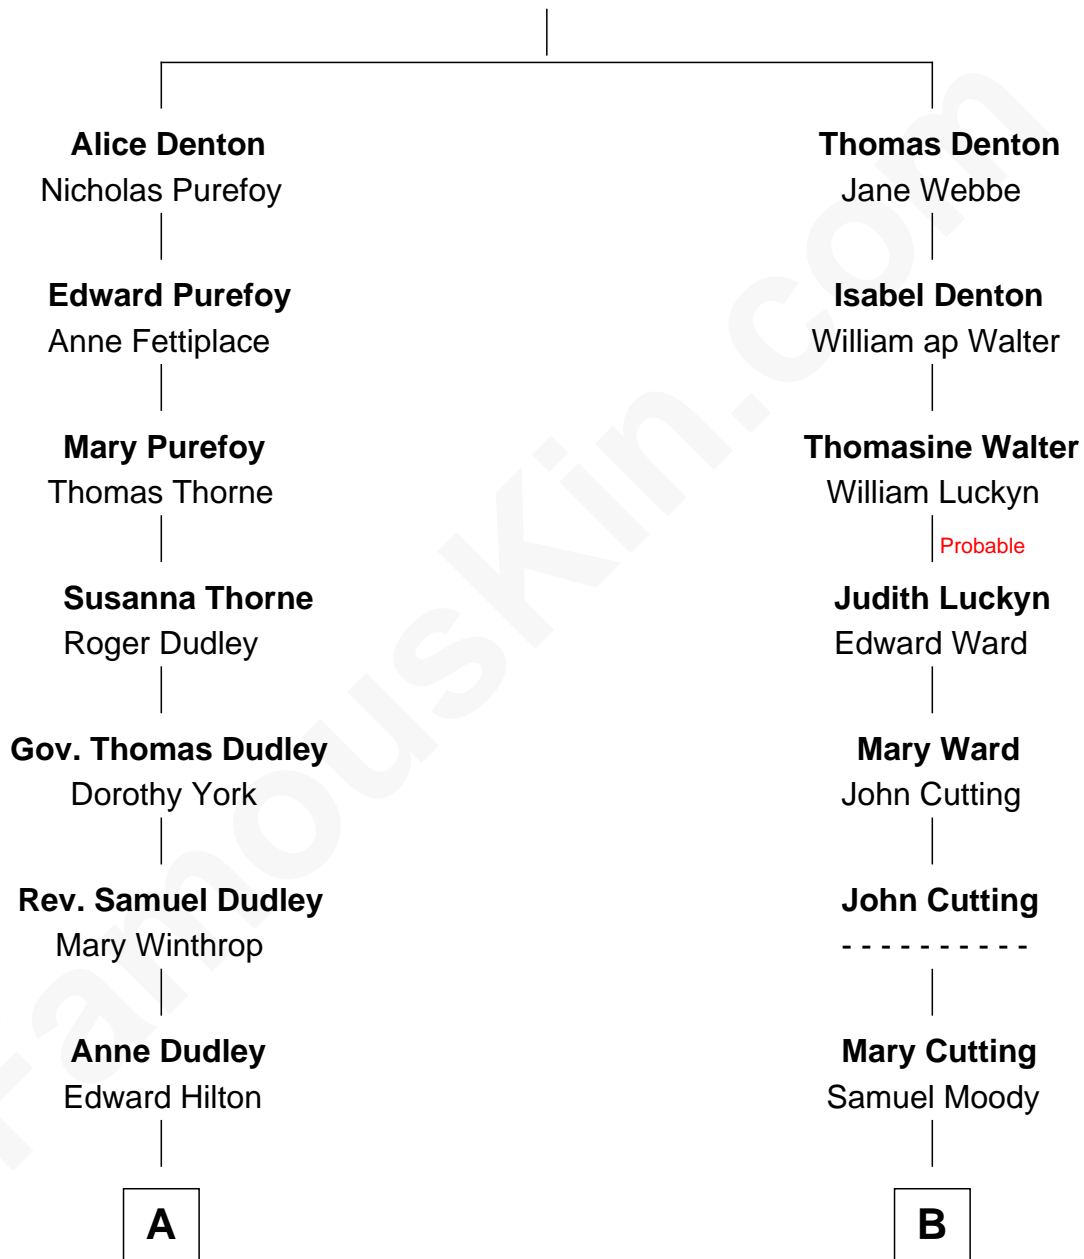 Alice Denton
Nicholas Purefoy
Edward Purefoy
Anne Fettiplace
Mary Purefoy
Thomas Thorne
Susanna Thorne
Roger Dudley
Gov. Thomas Dudley
Dorothy York
Rev. Samuel Dudley
Mary Winthrop
Anne Dudley
Edward Hilton
A
Thomas Denton
Jane Webbe
Isabel Denton
William ap Walter
Thomasine Walter
William Luckyn
Probable
Judith Luckyn
Edward Ward
Mary Ward
John Cutting
John Cutting
- - - - - - - - - -
Mary Cutting
Samuel Moody
B
FamousKin.com